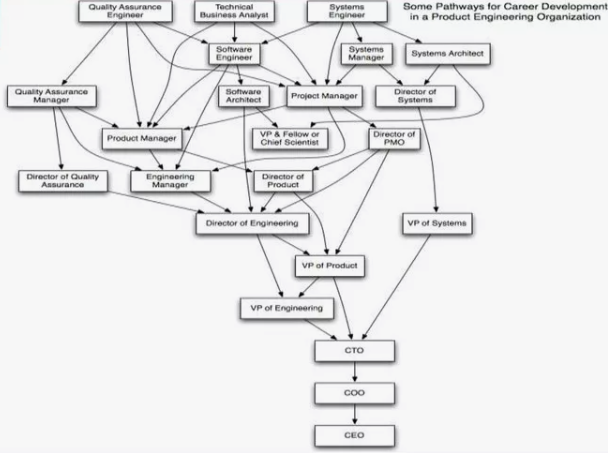 Some Pathways for Career Development
in a Product Engineering Organization
Quality Assurance
Engineer
Technical
Business Analyst
Systems
Engineer
Software
Engineer
Systems
Manager
Systems Architect
Quality Assurance
Manager
Software
Architect
Project Manager
Director of
Systems
Product Manager
VP & Fellow or
Chief Scientist
Director of
PMO
Director of Quality
Assurance
Engineering
Manager
Director of
Product
Director of Engineering
VP of Systems
VP of Product
VP of Engineering
CTO
COO
CEO